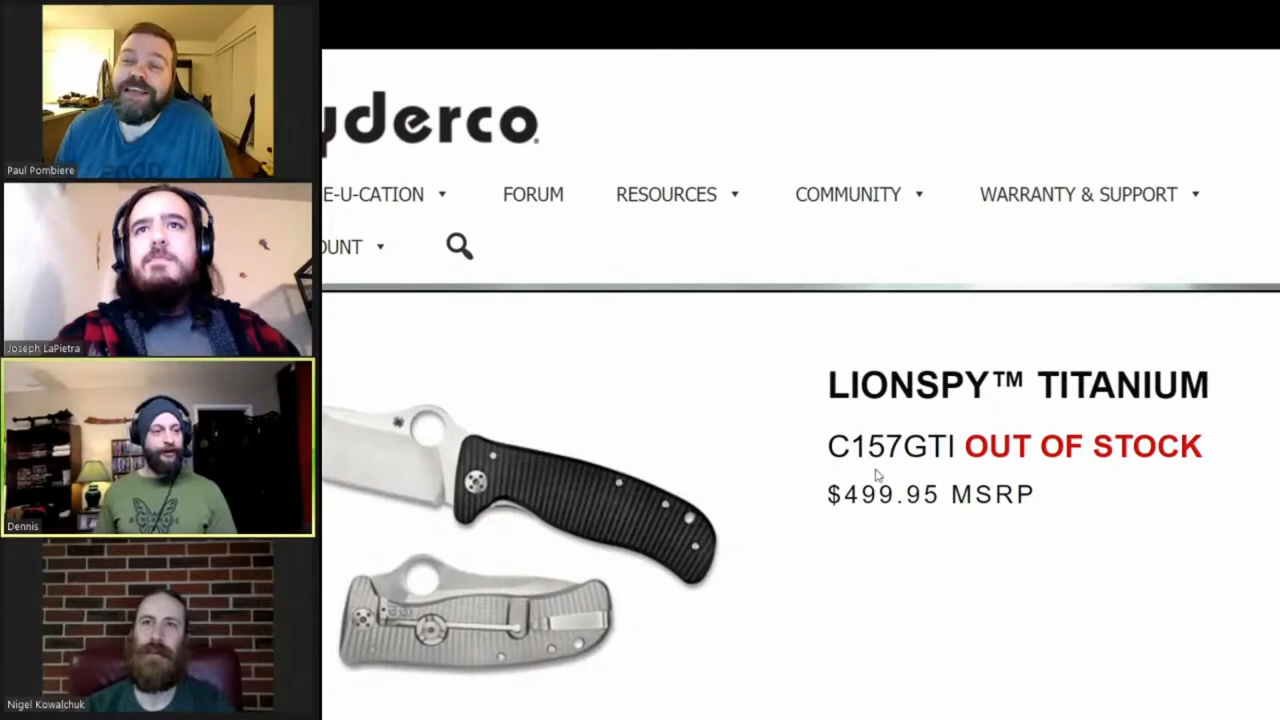 Paul Pombiere
Joseph LaPietra
Dennis
BENCHMADE
Nigel Kowalchuk
yderco
E-U-CATION
FORUM
RESOURCES
COMMUNITY
WARRANTY & SUPPORT
OUNT
LIONSPY™ TITANIUM
C157GTI OUT OF STOCK
$499.95 MSRP